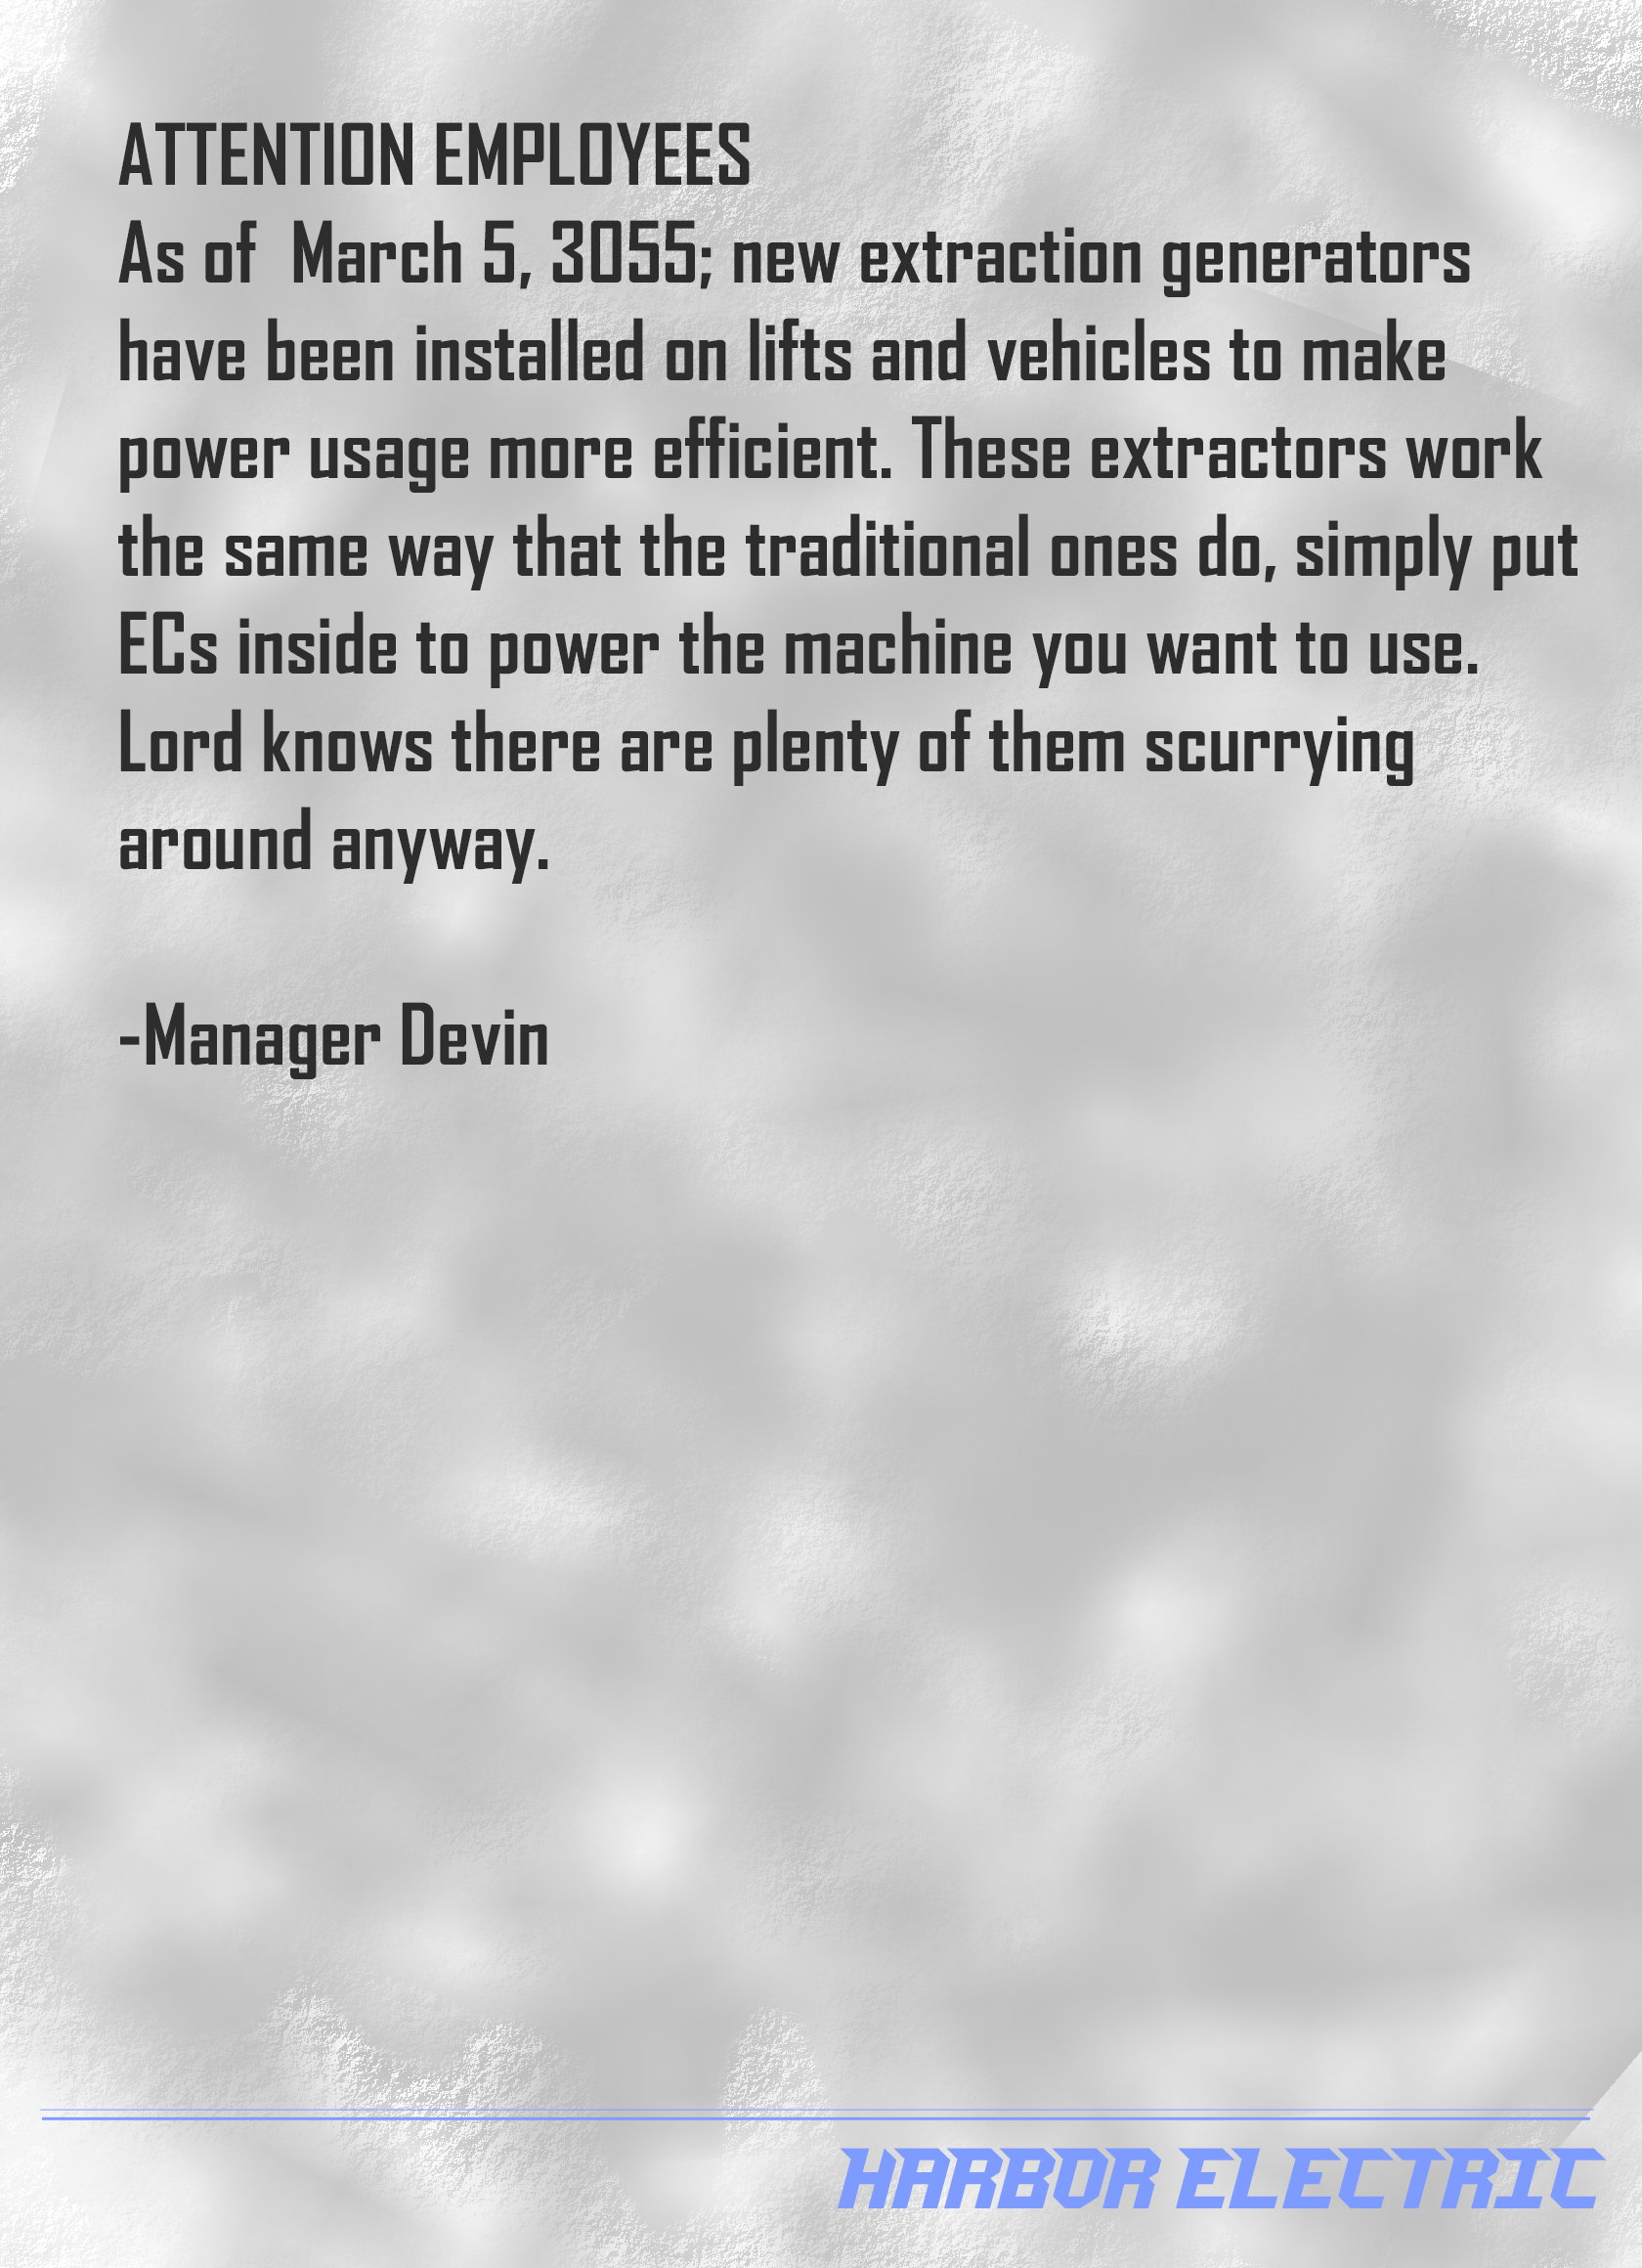 ATTENTION EMPLOYEES
As of  March 5, 3055; new extraction generators
have been installed on lifts and vehicles to make
power usage more efficient. These extractors work
the same way that the traditional ones do, simply put
ECs inside to power the machine you want to use.
Lord knows there are plenty of them scurrying
around anyway.
-Manager Devin
HARBOR ELECTRIC